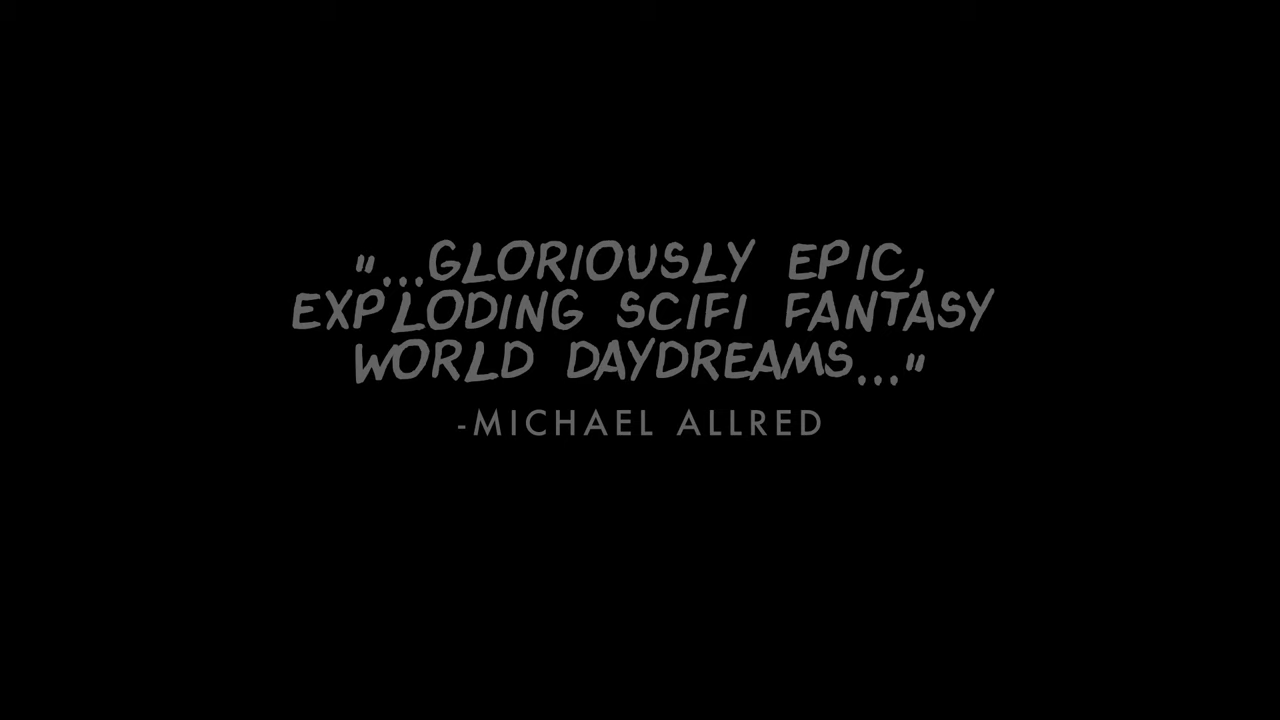 "...GLORIOUSLY EPIC,
EXPLODING SCIFI FANTASY
WORLD DAYDREAMS..."
-MICHAEL ALLRED